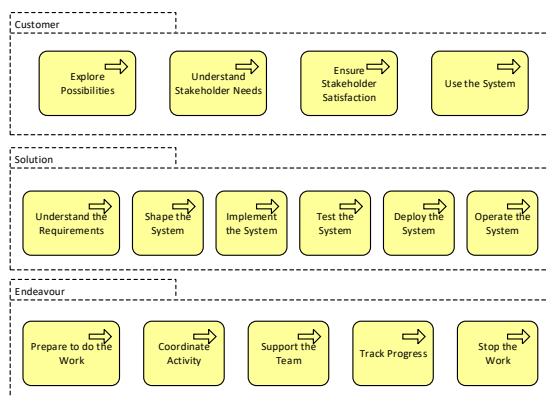 Customer
Explore
Possibilities
Understand
Stakeholder Needs
Ensure
Stakeholder
Satisfaction
Use the System
Solution
Understand the
Requirements
Shape the
System
Implement
the System
Test the
System
Deploy the
System
Operate the
System
Endeavour
Prepare to do the
Work
Coordinate
Activity
Support the
Team
Track Progress
Stop the
Work